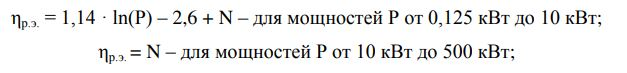 ηр.э. = 1,14 · ln(P) – 2,6 + N – для мощностей P от 0,125 кВт до 10 кВт;
ηр.э. = N – для мощностей P от 10 кВт до 500 кВт;